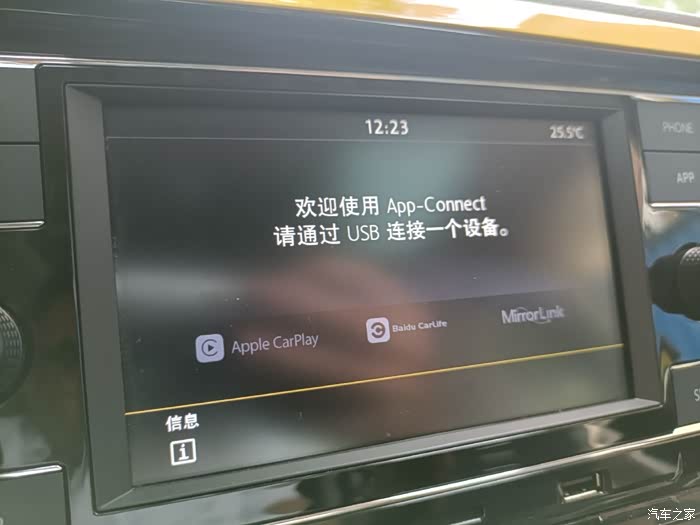 12:23
25.5°C
PHONE
欢迎使用 App-Connect
请通过 USB 连接一个设备。
APP
Apple CarPlay
Baidu CarLife
MirrorLink
信息
i
汽车之家